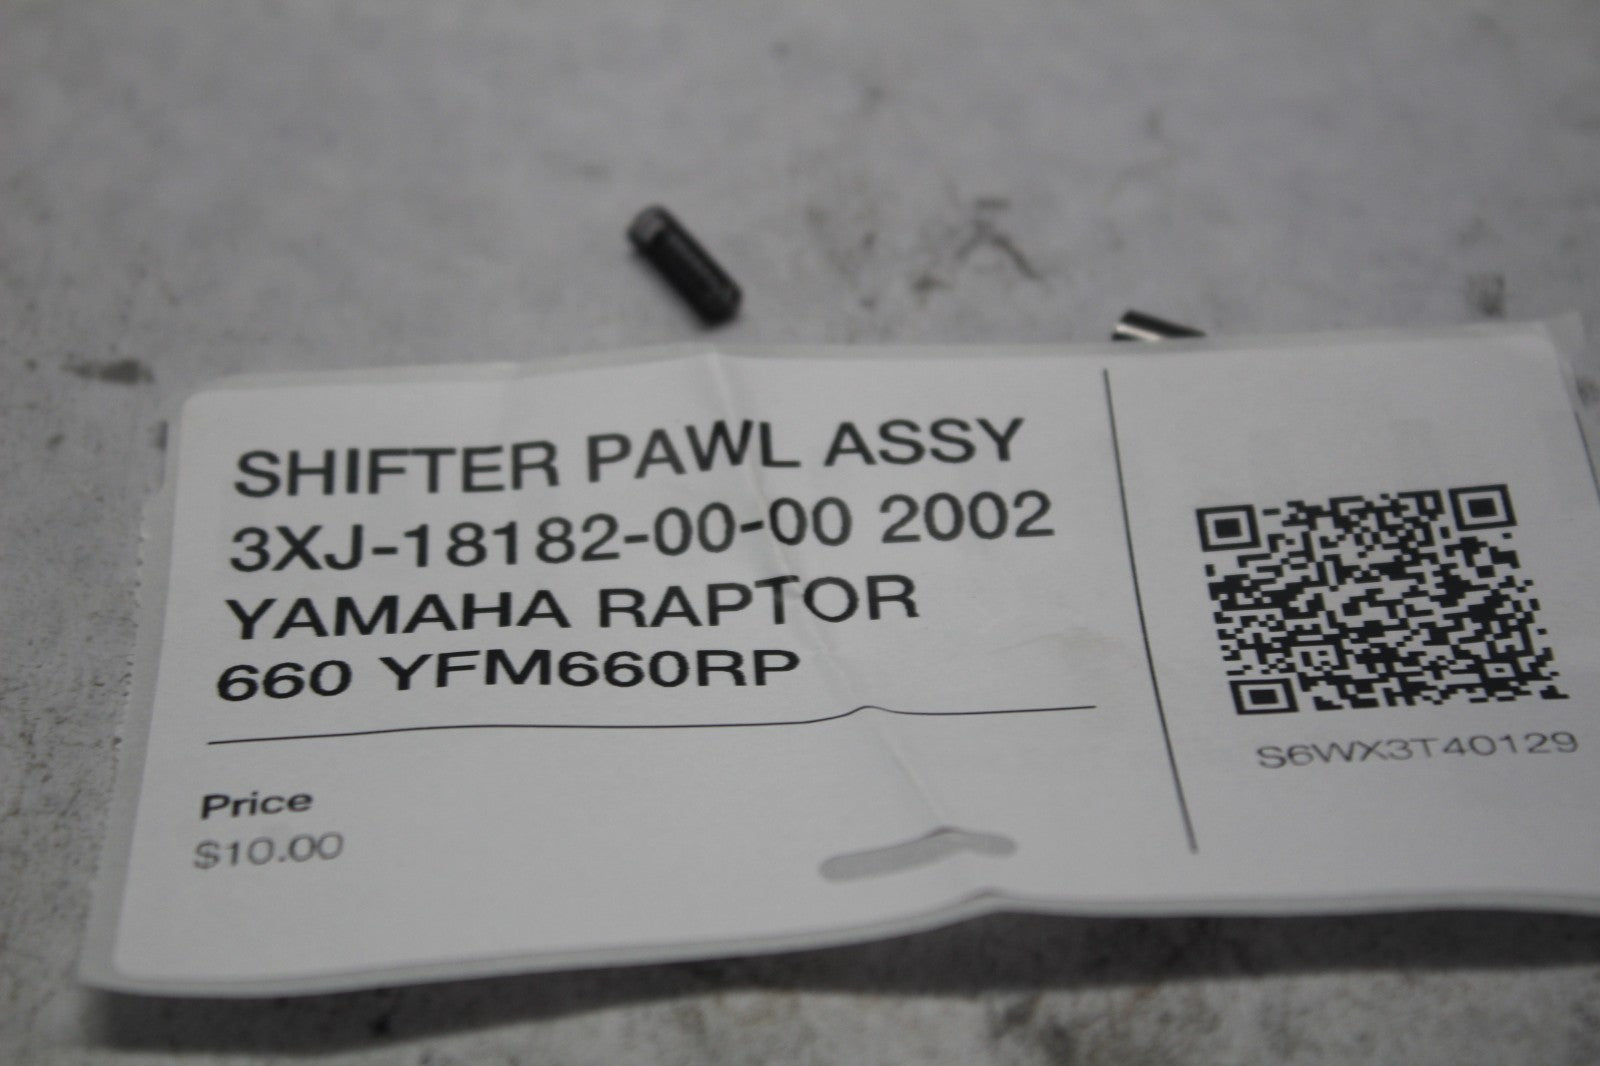 SHIFTER PAWL ASSY
3XJ-18182-00-00 2002
YAMAHA RAPTOR
660 YFM660RP
Price
$10.00
S6WX3T40129